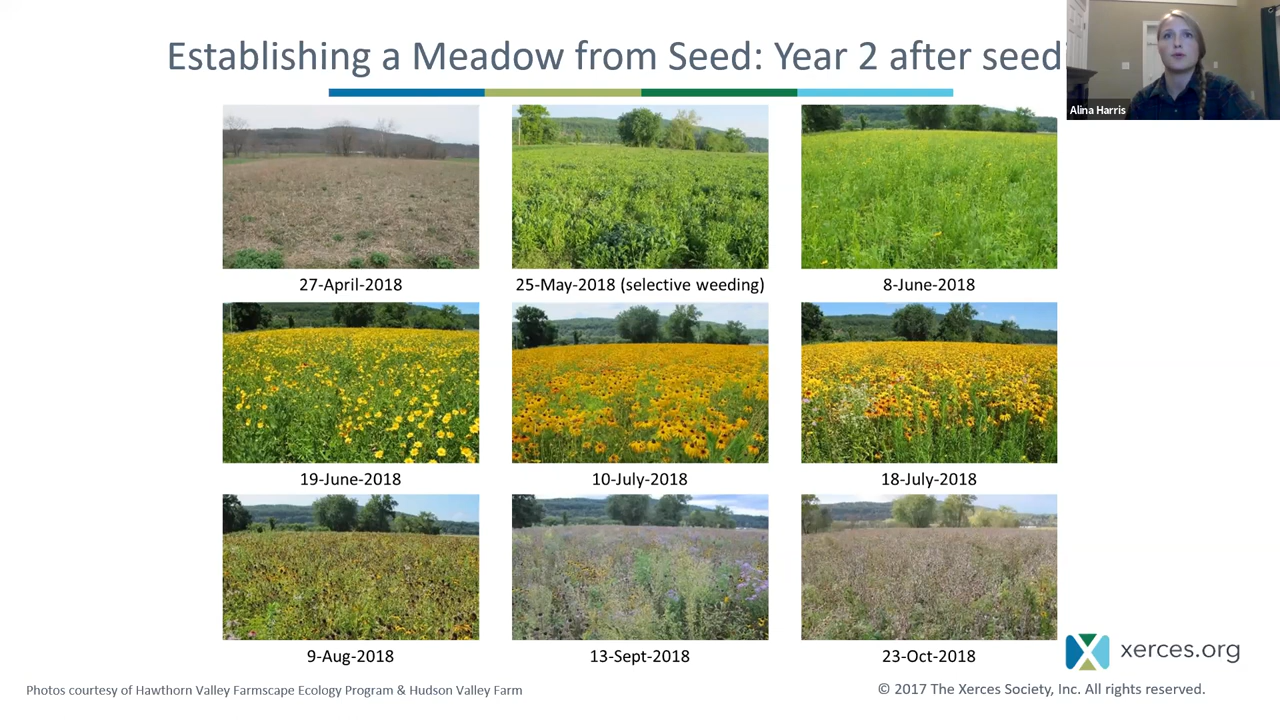 Establishing a Meadow from Seed: Year 2 after seed
Alina Harris
27-April-2018
25-May-2018 (selective weeding)
8-June-2018
19-June-2018
10-July-2018
18-July-2018
9-Aug-2018
13-Sept-2018
23-Oct-2018
xerces.org
Photos courtesy of Hawthorn Valley Farmscape Ecology Program & Hudson Valley Farm
© 2017 The Xerces Society, Inc. All rights reserved.